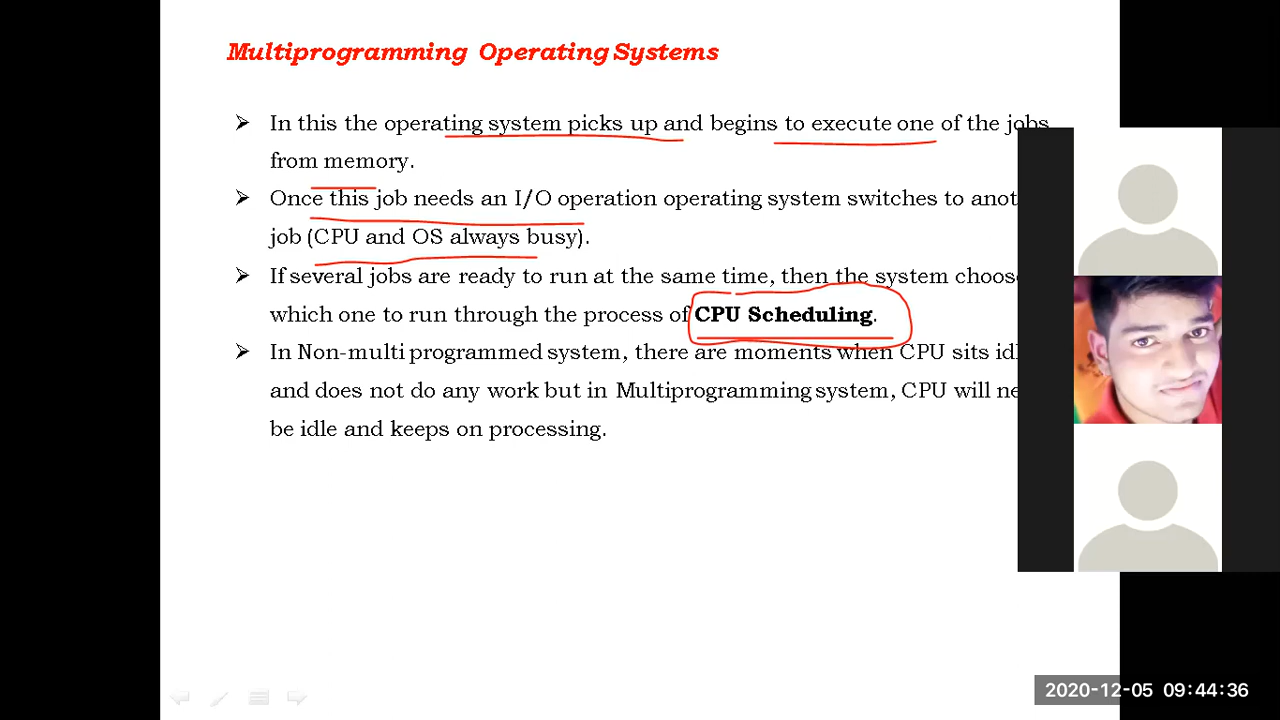 Multiprogramming Operating Systems
In this the operating system picks up and begins to execute one of the jobs
from memory.
Once this job needs an I/O operation operating system switches to anot
job (CPU and OS always busy).
If several jobs are ready to run at the same time, then the system choos
which one to run through the process of CPU Scheduling.
In Non-multi programmed system, there are moments when CPU sits idl
and does not do any work but in Multiprogramming system, CPU will ne
be idle and keeps on processing.
2020-12-05 09:44:36